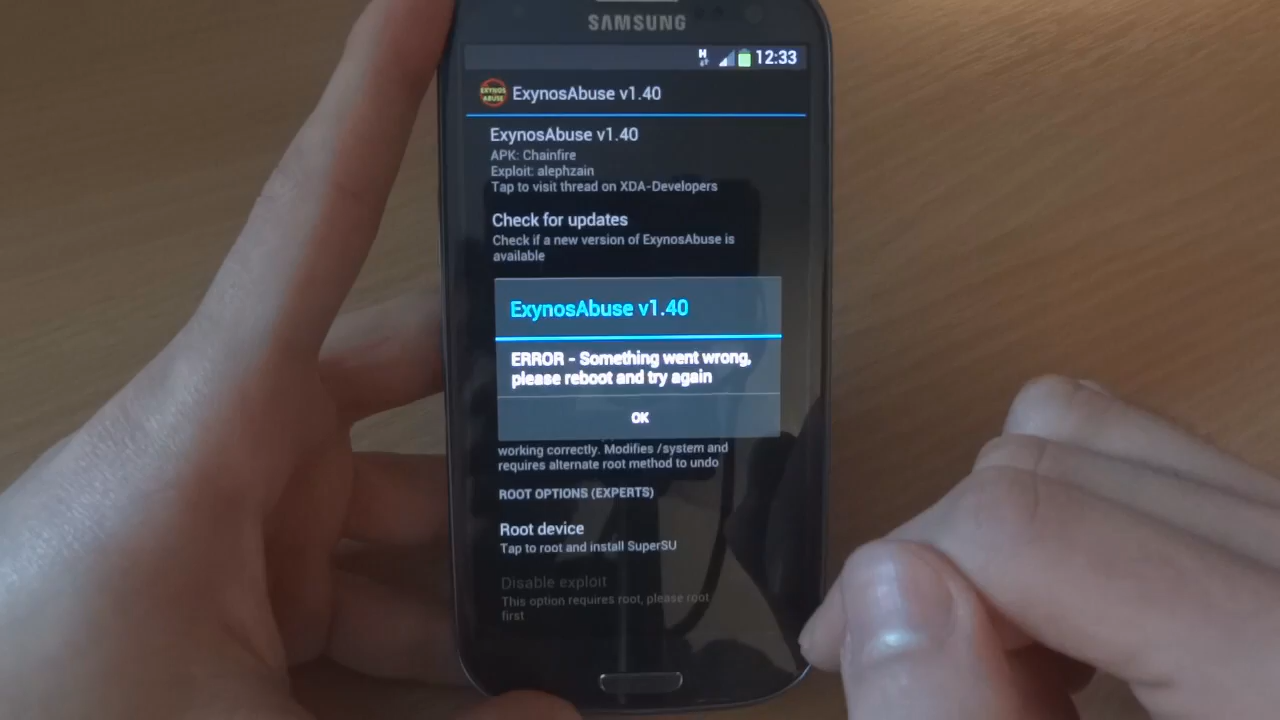 SAMSUNG
H 12:33
EXYNOS
ABUSE
ExynosAbuse v1.40
ExynosAbuse v1.40
APK: Chainfire
Exploit: alephzain
Tap to visit thread on XDA-Developers
Check for updates
Check if a new version of ExynosAbuse is
available
ExynosAbuse v1.40
ERROR - Something went wrong,
please reboot and try again
OK
working correctly. Modifies /system and
requires alternate root method to undo
ROOT OPTIONS (EXPERTS)
Root device
Tap to root and install SuperSU
Disable exploit
This option requires root, please root
first